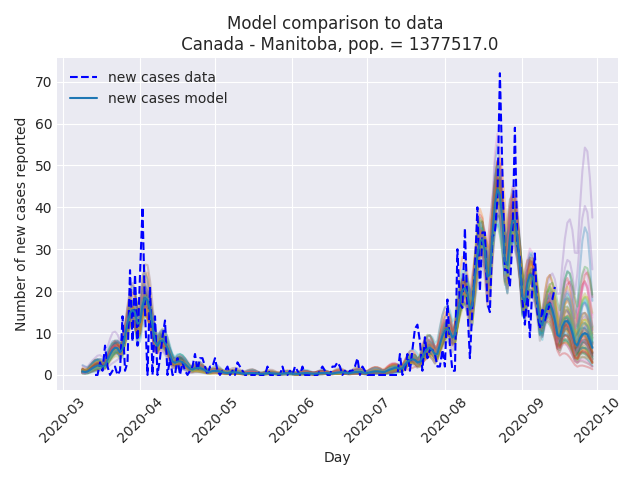 Model comparison to data
Canada - Manitoba, pop. = 1377517.0
new cases data
new cases model
Number of new cases reported
70
60
50
40
30
20
10
0
2020-03
2020-04
2020-05
2020-06
2020-07
2020-08
2020-09
2020-10
Day